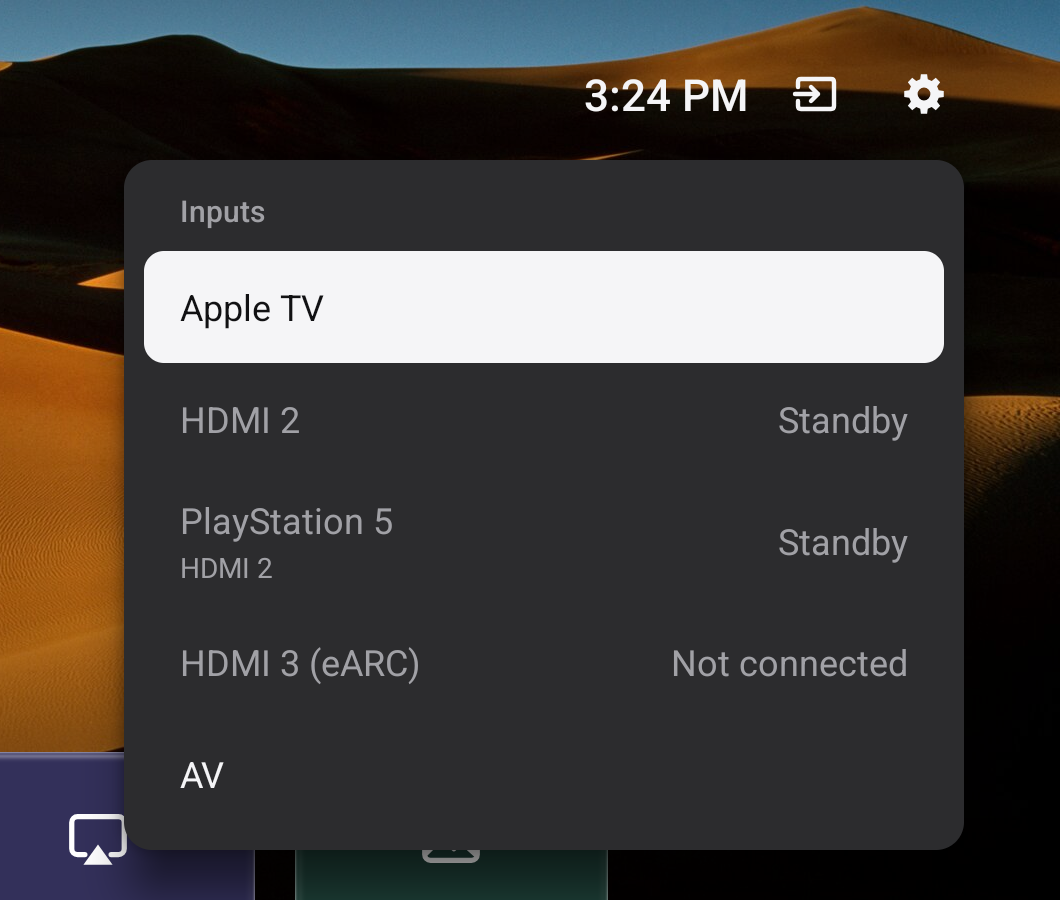 3:24 PM
Inputs
Apple TV
HDMI 2 Standby
PlayStation 5
HDMI 2
Standby
HDMI 3 (eARC) Not connected
AV